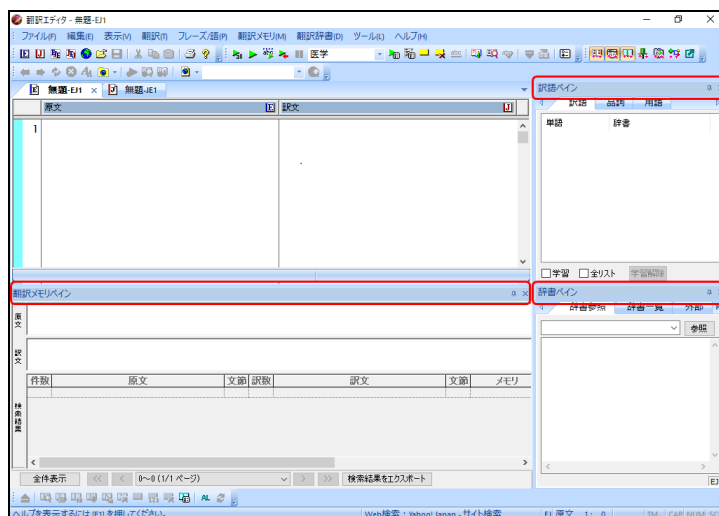 翻訳エディタ - 無題-EJ1
ファイル(F) 編集(E) 表示(V) 翻訳(T) フレーズ/語(P) 翻訳メモリ(M) 翻訳辞書(D) ツール(L) ヘルプ(H)
医学
無題-EJ1 × 無題-JE1
原文 E 訳文 J
1
訳語ペイン
訳語 品詞 用語
単語 辞書
学習 全リスト 学習解除
翻訳メモリペイン
原文
訳文
件数 原文 文節 訳数 訳文 文節 メモリ
検索結果
全件表示 << < 0~0 (1/1 ページ) > >> 検索結果をエクスポート
辞書ペイン
辞書参照 辞書一覧 外部
参照
EJ
AL
ヘルプを表示するには [F1] を押してください。 Web検索：Yahoo! Japan - サイト検索 EJ 原文 1: 0 TM CAP NUM SC